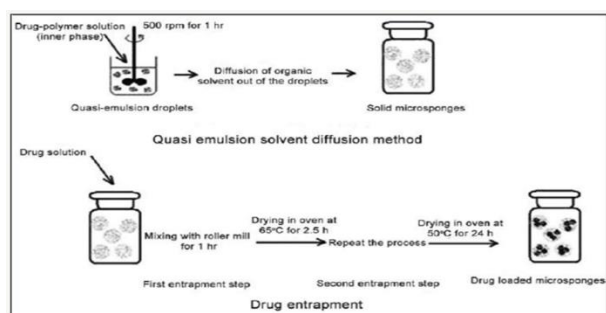 Drug-polymer solution
(inner phase)
500 rpm for 1 hr
Diffusion of organic
solvent out of the droplets
Quasi-emulsion droplets
Solid microsponges
Quasi emulsion solvent diffusion method
Drug solution
Mixing with roller mill
for 1 hr
Drying in oven at
65ºC for 2.5 h
Repeat the process
Drying in oven at
50ºC for 24 h
First entrapment step
Second entrapment step
Drug loaded microsponges
Drug entrapment